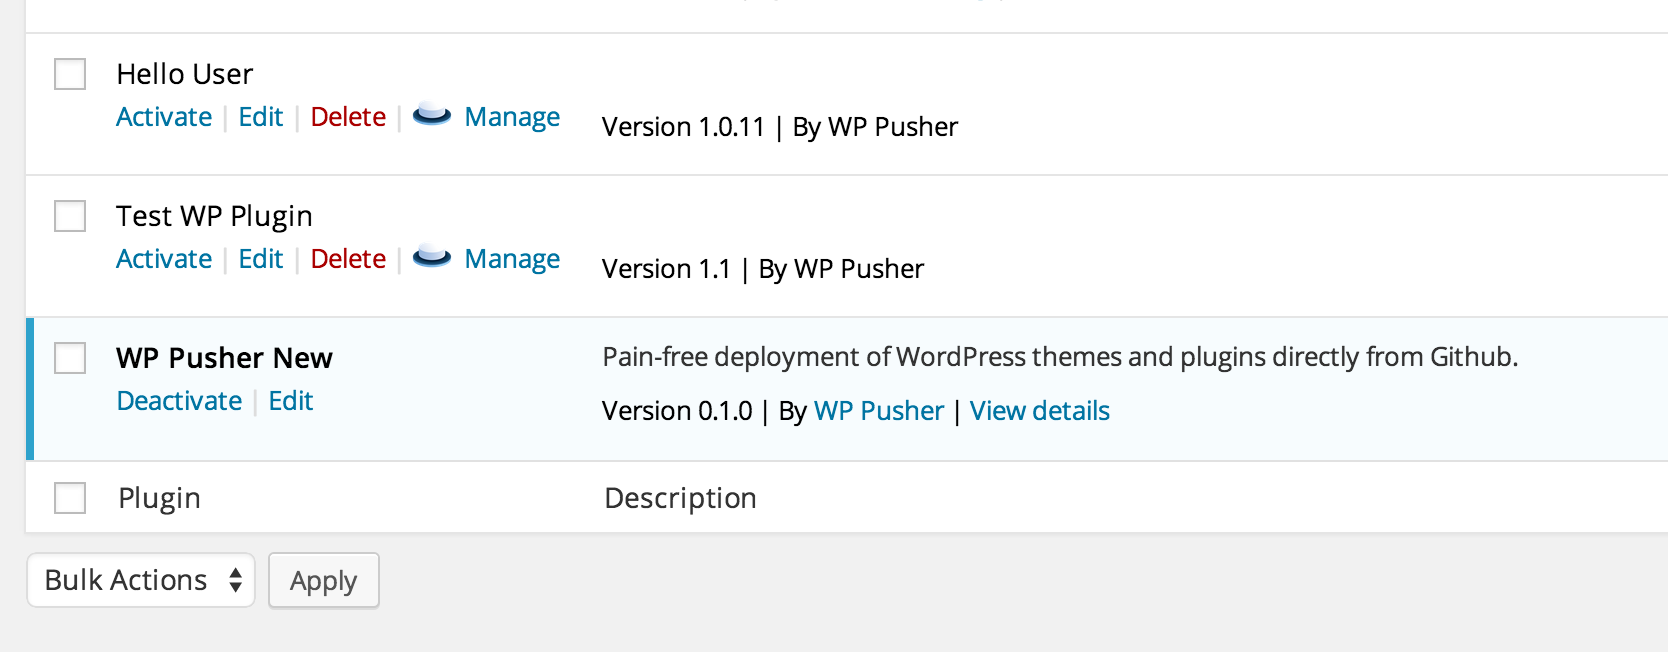 Hello User
Activate | Edit | Delete | Manage
Version 1.0.11 | By WP Pusher
Test WP Plugin
Activate | Edit | Delete | Manage
Version 1.1 | By WP Pusher
WP Pusher New
Pain-free deployment of WordPress themes and plugins directly from Github.
Deactivate | Edit
Version 0.1.0 | By WP Pusher | View details
Plugin
Description
Bulk Actions
Apply